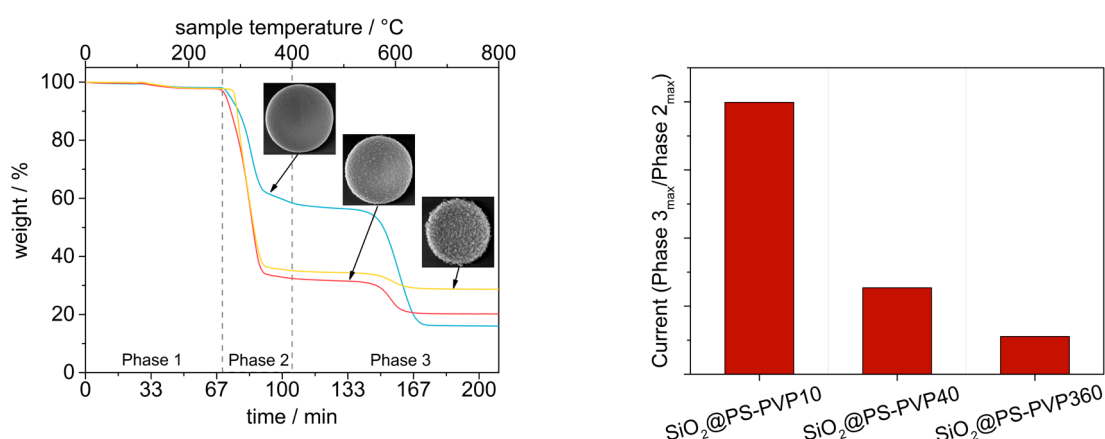 sample temperature / °C
0 200 400 600 800
100
80
60
40
20
0
weight / %
Phase 1 Phase 2 Phase 3
0 33 67 100 133 167 200
time / min
Current (Phase 3max/Phase 2max)
SiO2@PS-PVP10
SiO2@PS-PVP40
SiO2@PS-PVP360